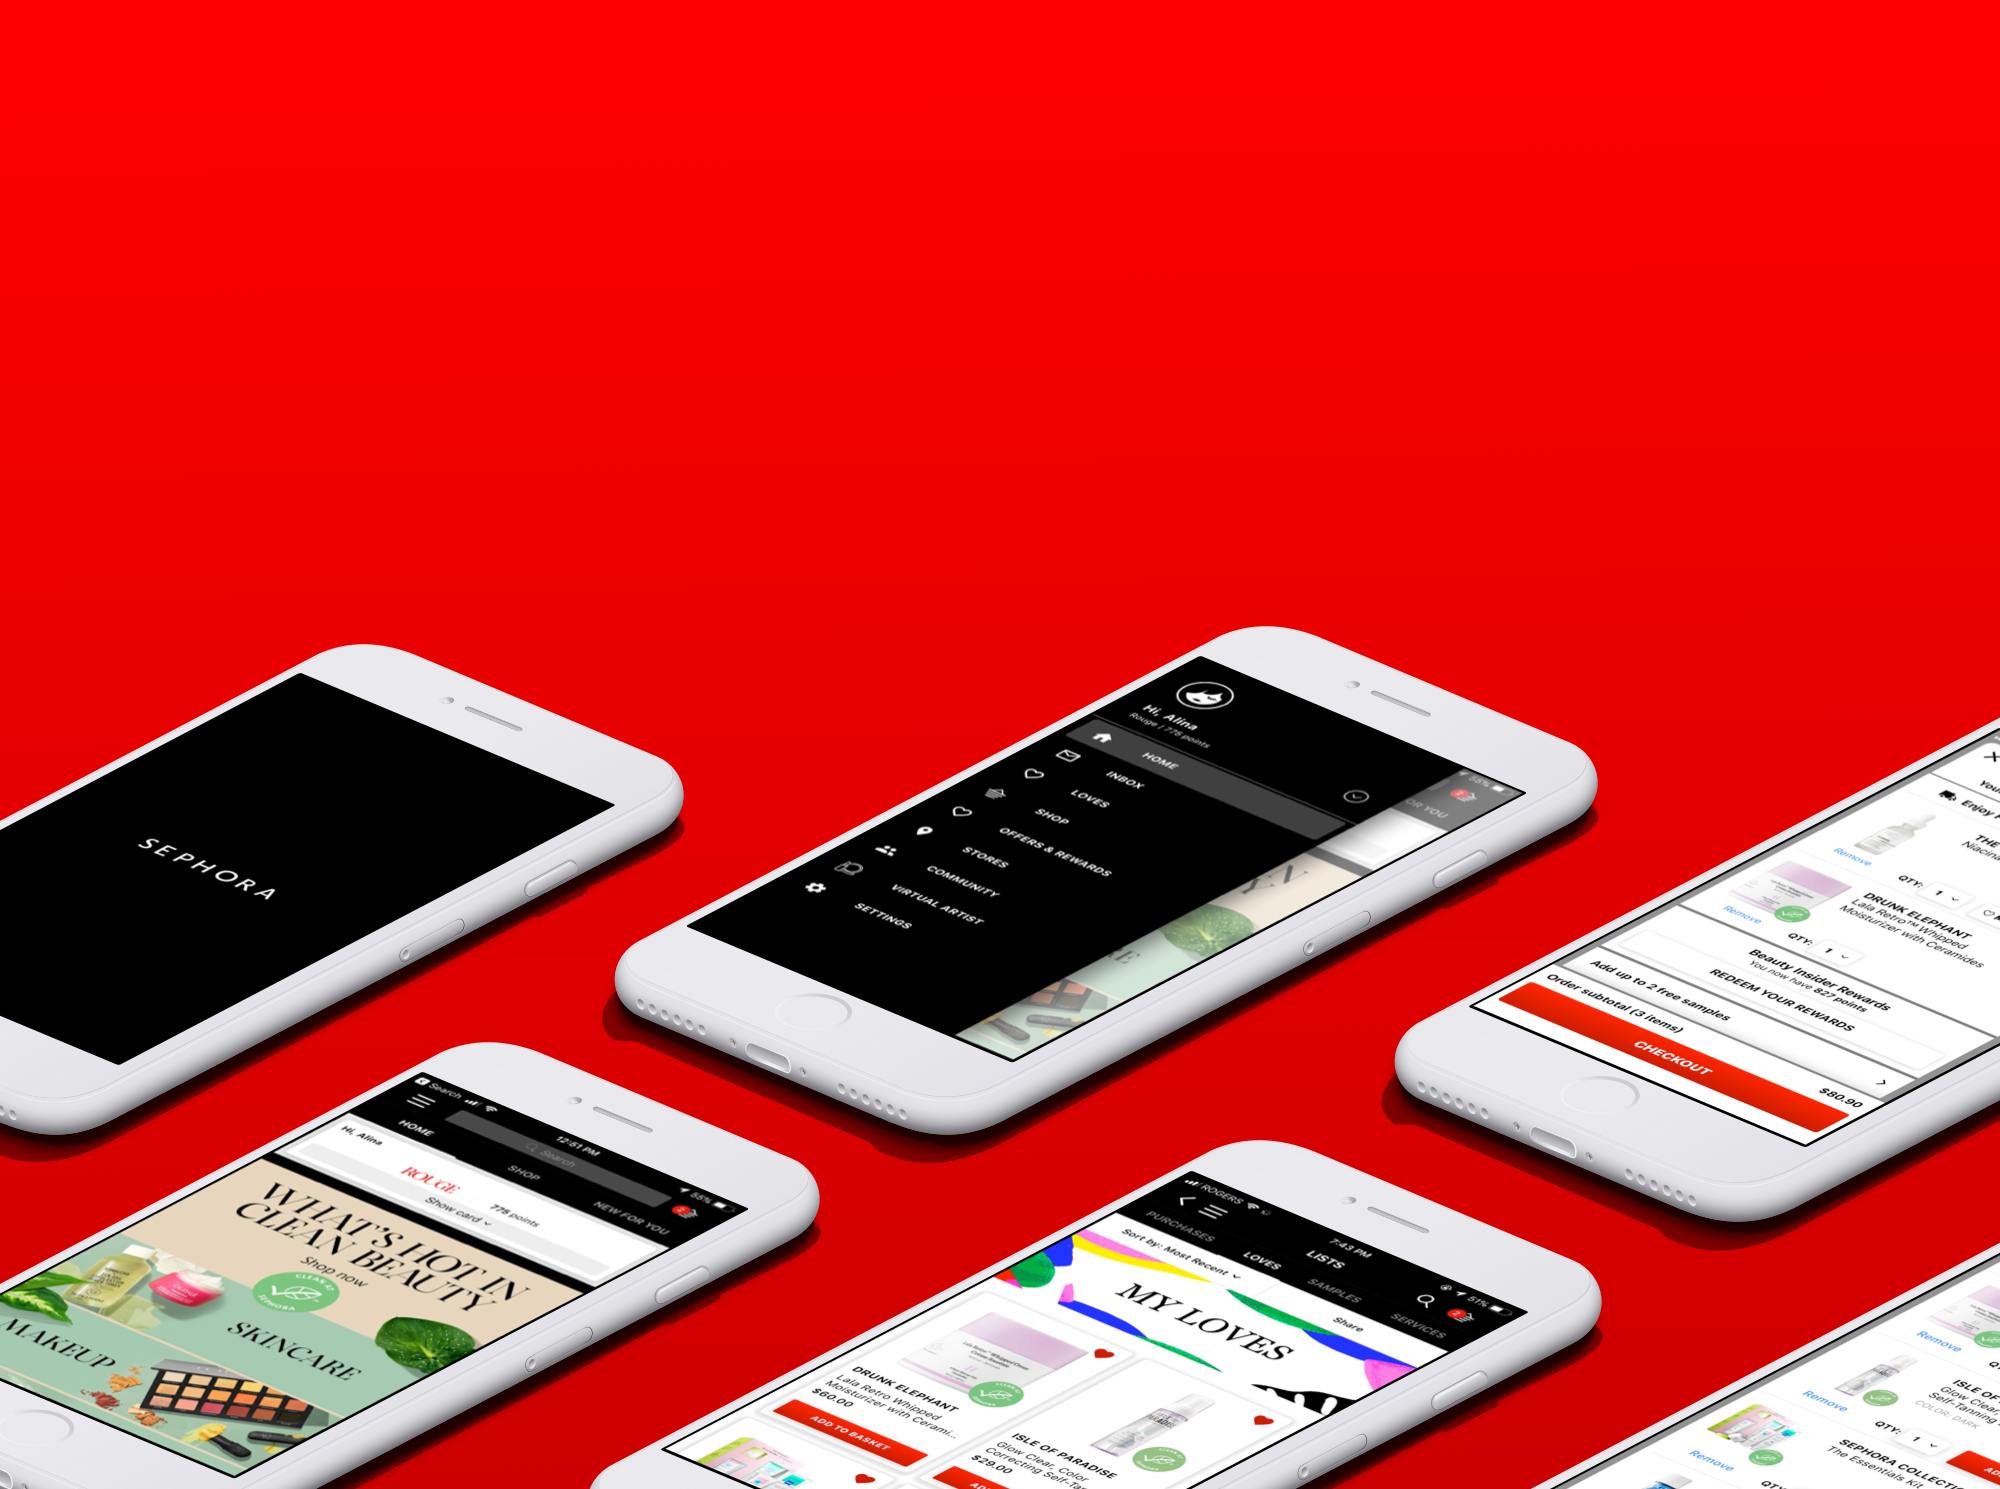 SEPHORA
Hi, Alina
Rouge | 775 points
HOME
INBOX
LOVES
SHOP
OFFERS & REWARDS
STORES
COMMUNITY
VIRTUAL ARTIST
SETTINGS
55%
2
OR YOU
Enjoy
THE
Remove
QTY: 1
DRUNK ELEPHANT
Lala Retro™ Whipped
Moisturizer with Ceramides
Remove
QTY: 1
Beauty Insider Rewards
You now have 827 points
REDEEM YOUR REWARDS
Add up to 2 free samples
Order subtotal (3 items)
$80.90
CHECKOUT
Search
12:51 PM
55%
Search
2
HOME
SHOP
NEW FOR YOU
Hi, Alina
ROUGE
775 points
Show card
WHAT'S HOT IN
CLEAN BEAUTY
Shop now
CLEAN AT
SEPHORA
MAKEUP
SKINCARE
ROGERS
7:43 PM
51%
LISTS
2
PURCHASES
LOVES
SAMPLES
SERVICES
Sort by: Most Recent
Share
MY LOVES
DRUNK ELEPHANT
Lala Retro Whipped
Moisturizer with Cerami...
$60.00
ADD TO BASKET
ISLE OF PARADISE
Glow Clear, Color
Correcting Self-Ta
$29.00
Remove
ISLE OF
Glow Clear,
Self-Tanning
COLOR: DARK
Remove
QTY: 1
SEPHORA COLLECTI
The Essentials Kit
Remove
QTY